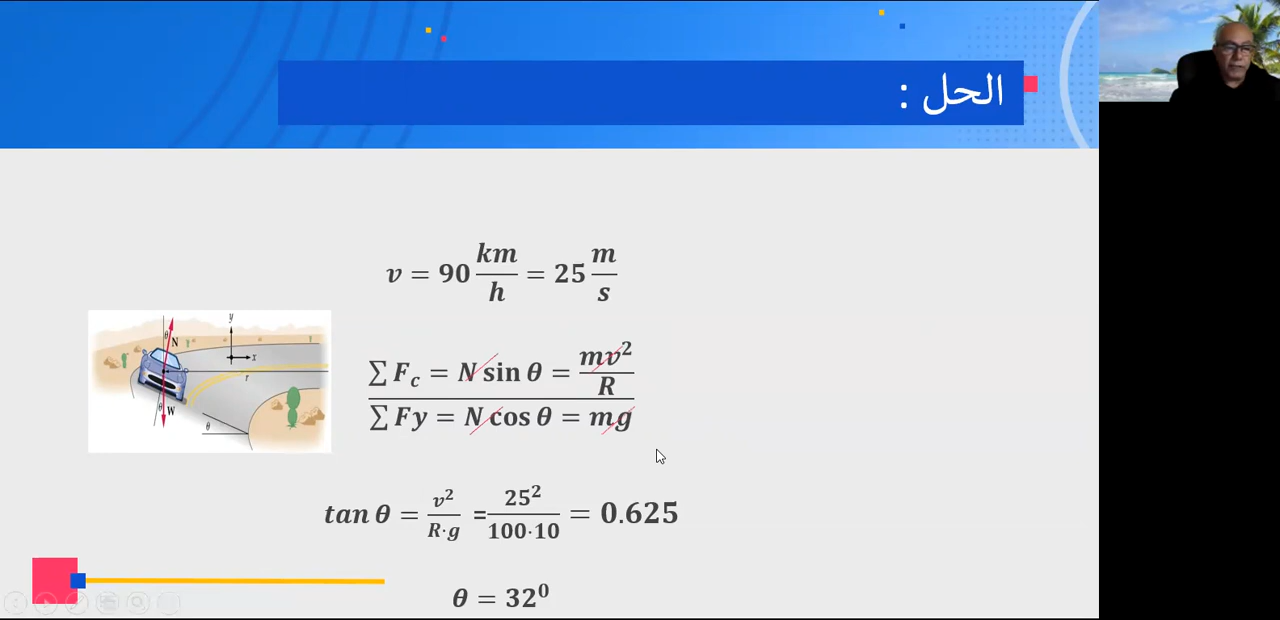 الحل :
v = 90 km/h = 25 m/s
∑ F_c = N sin θ = mv²/R
∑ Fy = N cos θ = mg
tan θ = v²/R·g = 25²/100·10 = 0.625
θ = 32⁰
y
θ
N
x
r
θ
W
θ